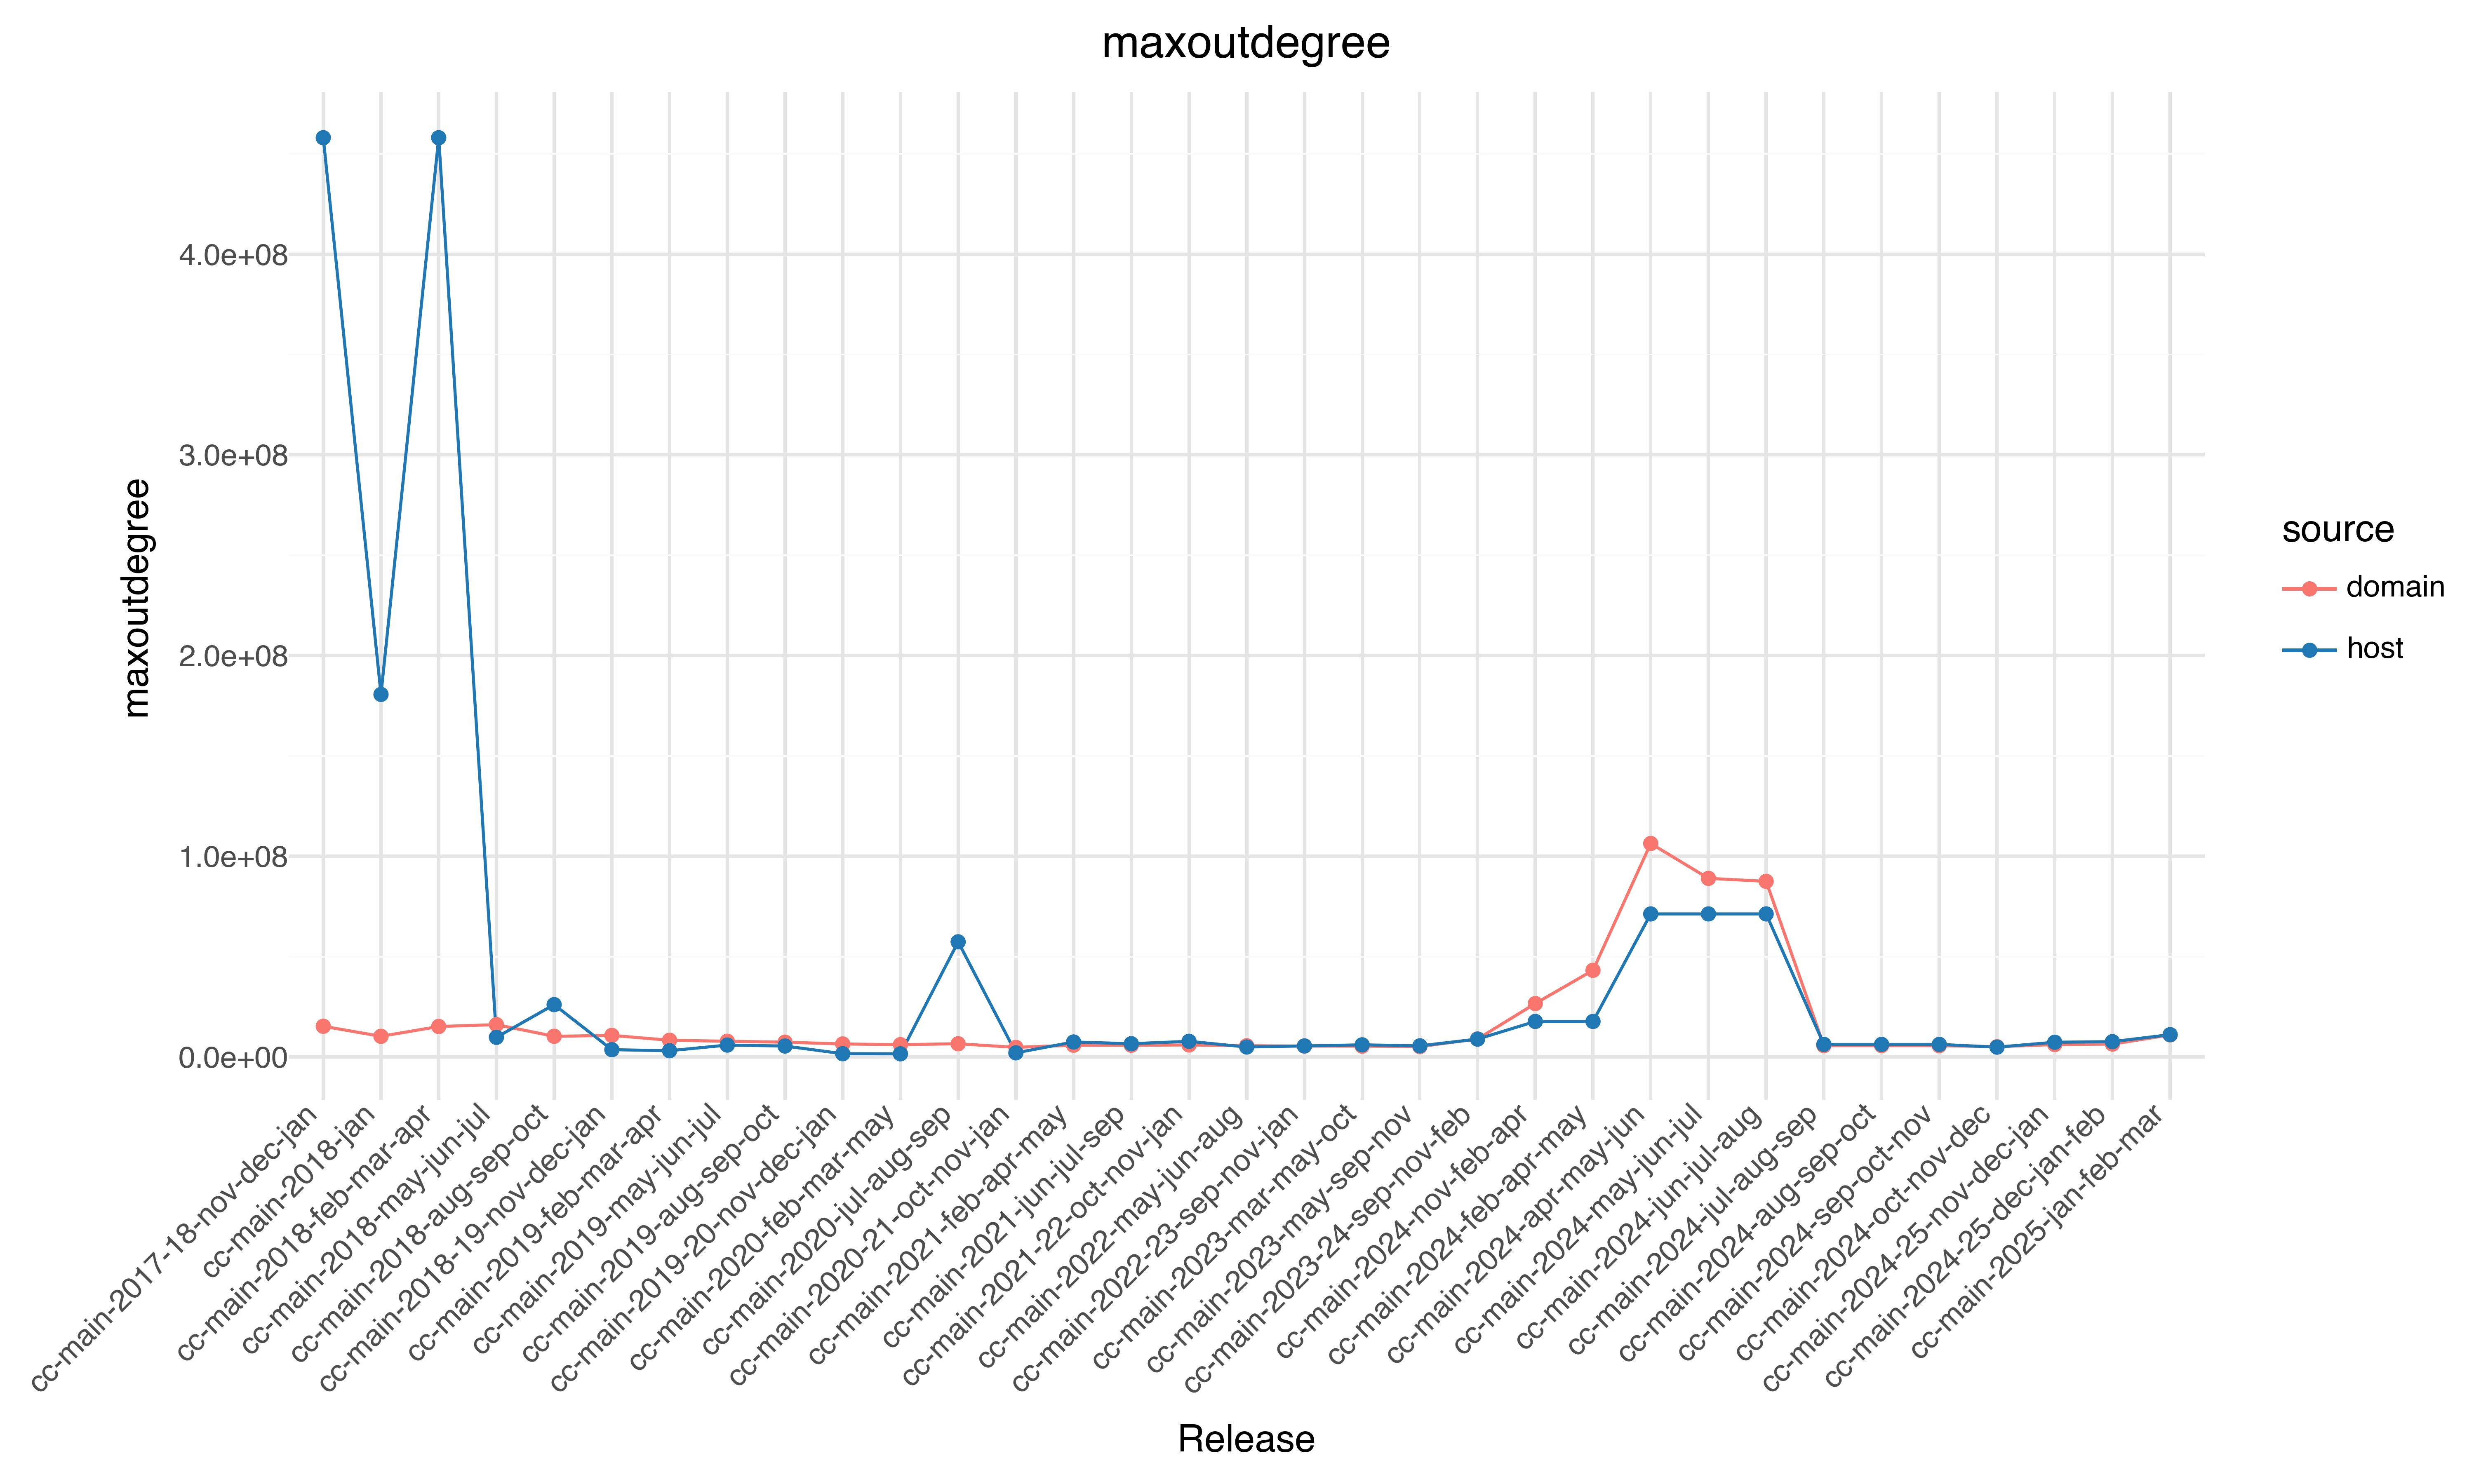 maxoutdegree
maxoutdegree
4.0e+08
3.0e+08
2.0e+08
1.0e+08
0.0e+00
cc-main-2017-18-nov-dec-jan
cc-main-2018-jan
cc-main-2018-feb-mar-apr
cc-main-2018-may-jun-jul
cc-main-2018-aug-sep-oct
cc-main-2018-19-nov-dec-jan
cc-main-2019-feb-mar-apr
cc-main-2019-may-jun-jul
cc-main-2019-aug-sep-oct
cc-main-2019-20-nov-dec-jan
cc-main-2020-feb-mar-may
cc-main-2020-jul-aug-sep
cc-main-2020-21-oct-nov-jan
cc-main-2021-feb-apr-may
cc-main-2021-jun-jul-sep
cc-main-2021-22-oct-nov-jan
cc-main-2022-may-jun-aug
cc-main-2022-23-sep-nov-jan
cc-main-2023-mar-may-oct
cc-main-2023-may-sep-nov
cc-main-2023-24-sep-nov-feb
cc-main-2024-nov-feb-apr
cc-main-2024-feb-apr-may
cc-main-2024-apr-may-jun
cc-main-2024-may-jun-jul
cc-main-2024-jun-jul-aug
cc-main-2024-jul-aug-sep
cc-main-2024-aug-sep-oct
cc-main-2024-sep-oct-nov
cc-main-2024-oct-nov-dec
cc-main-2024-25-nov-dec-jan
cc-main-2024-25-dec-jan-feb
cc-main-2025-jan-feb-mar
Release
source
domain
host